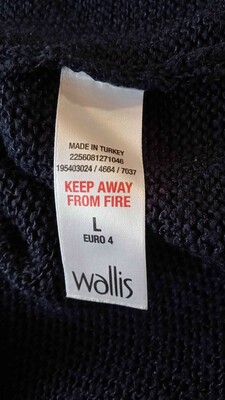 MADE IN TURKEY
2256081271046
195403024 / 4664 / 7037
KEEP AWAY
FROM FIRE
L
EURO 4
wallis